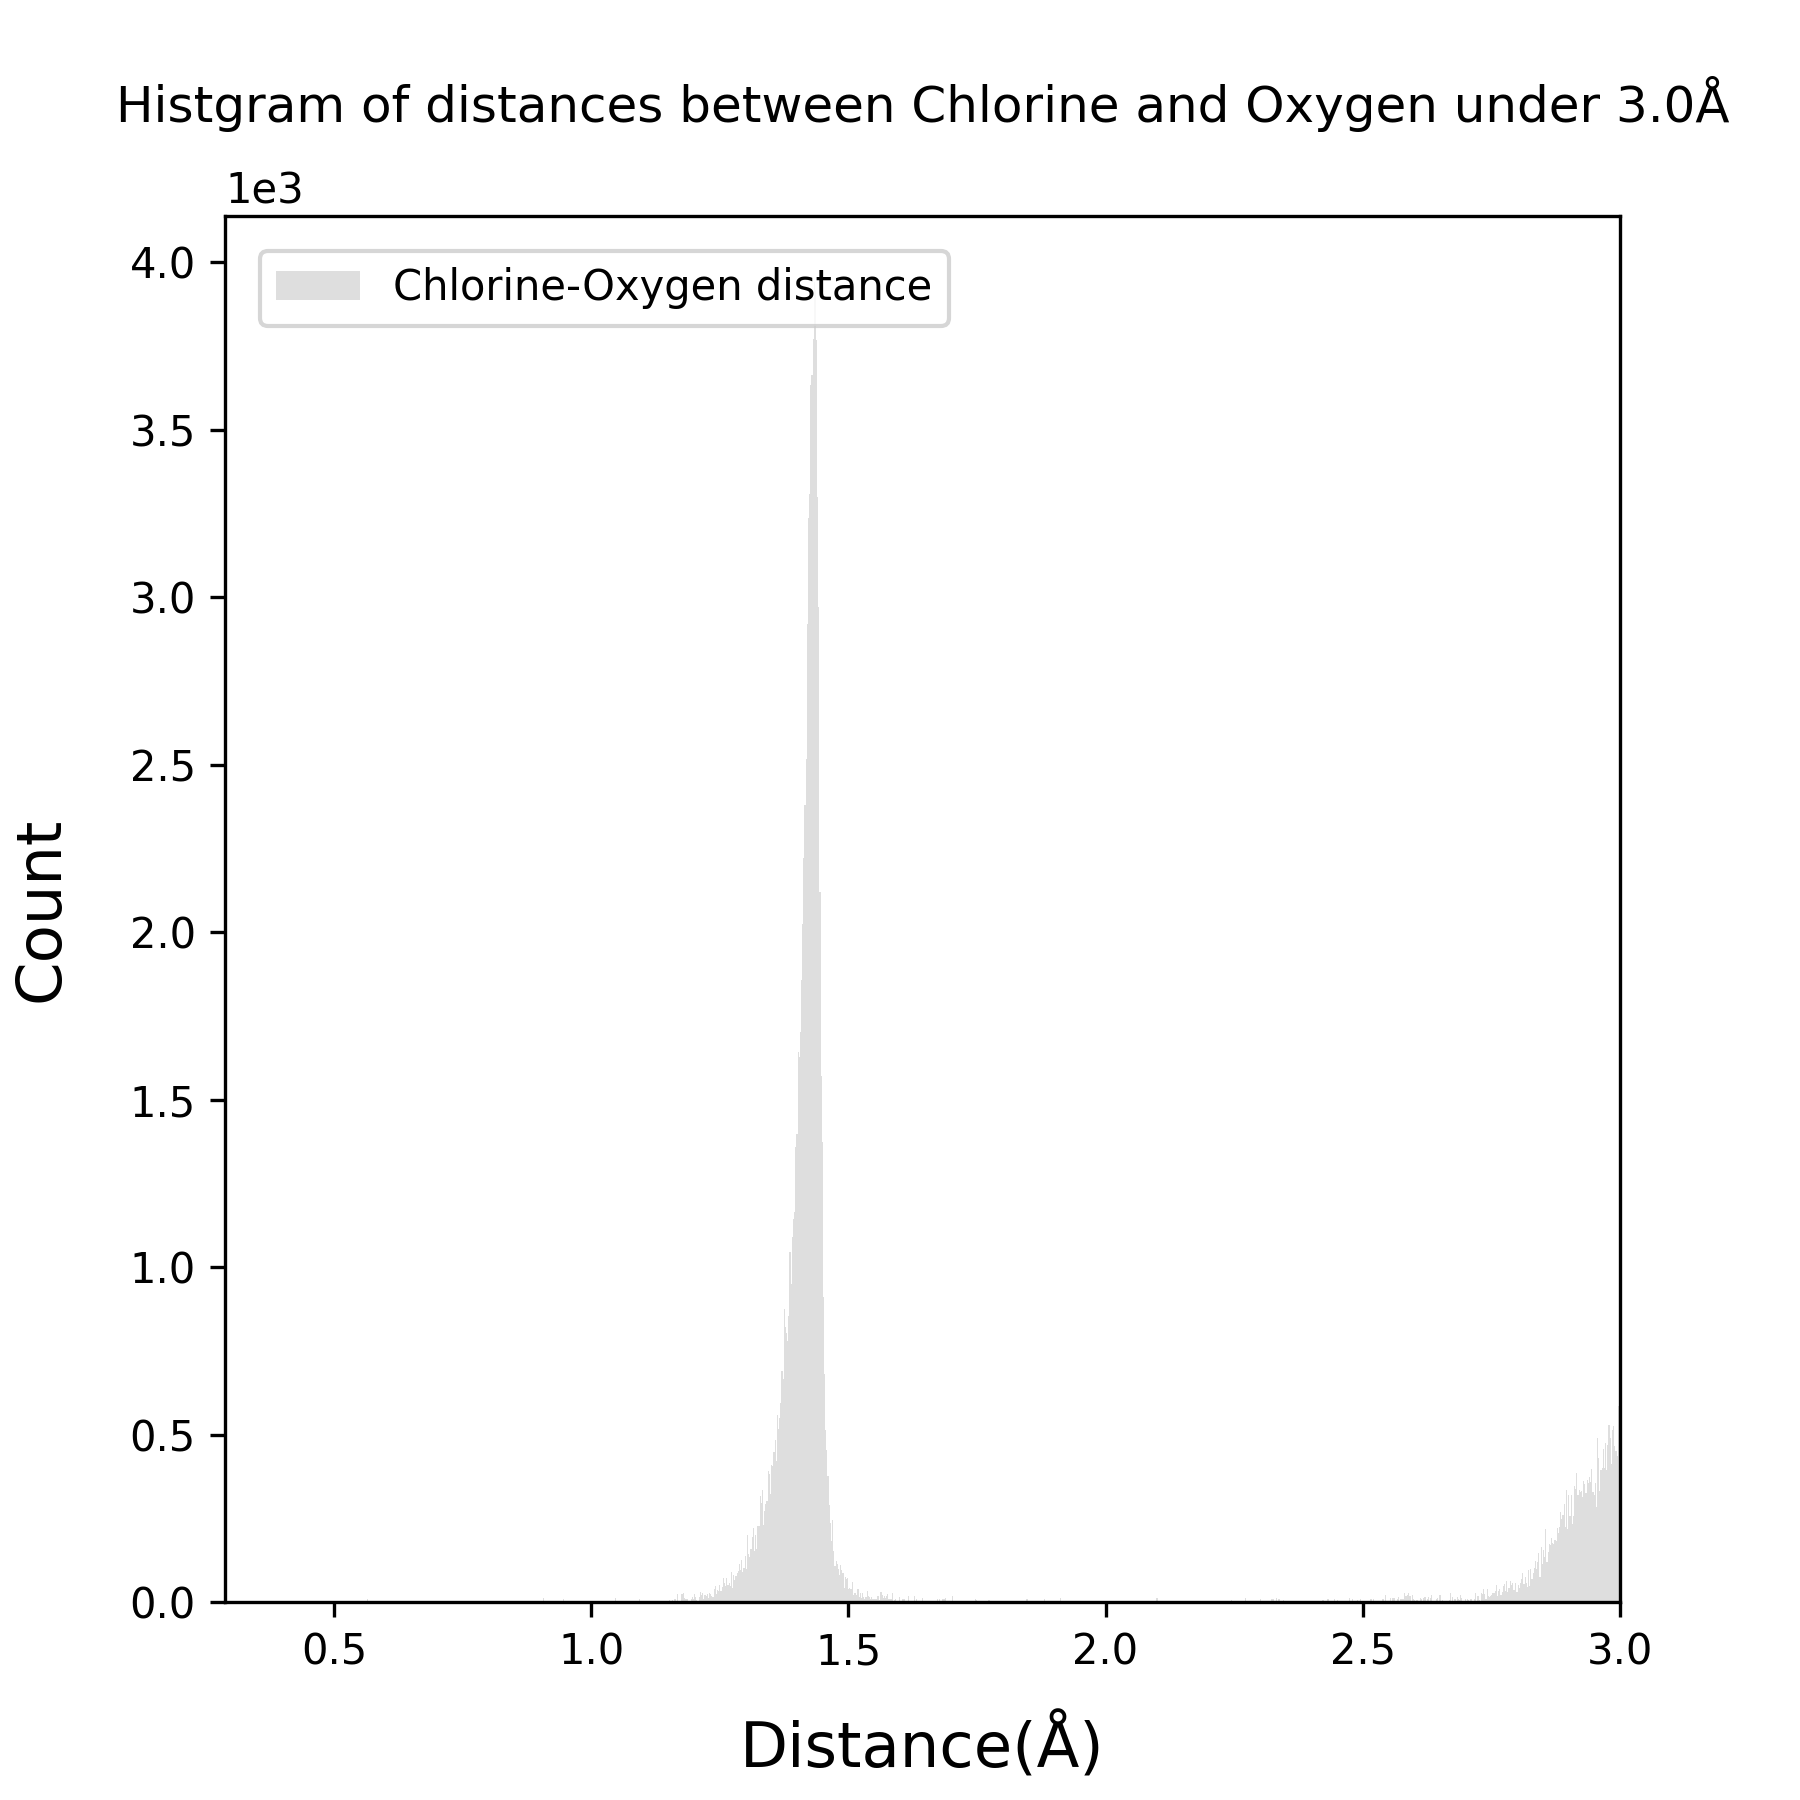 Histgram of distances between Chlorine and Oxygen under 3.0Å
1e3
Chlorine-Oxygen distance
4.0
3.5
3.0
2.5
2.0
1.5
1.0
0.5
0.0
Count
0.5 1.0 1.5 2.0 2.5 3.0
Distance(Å)